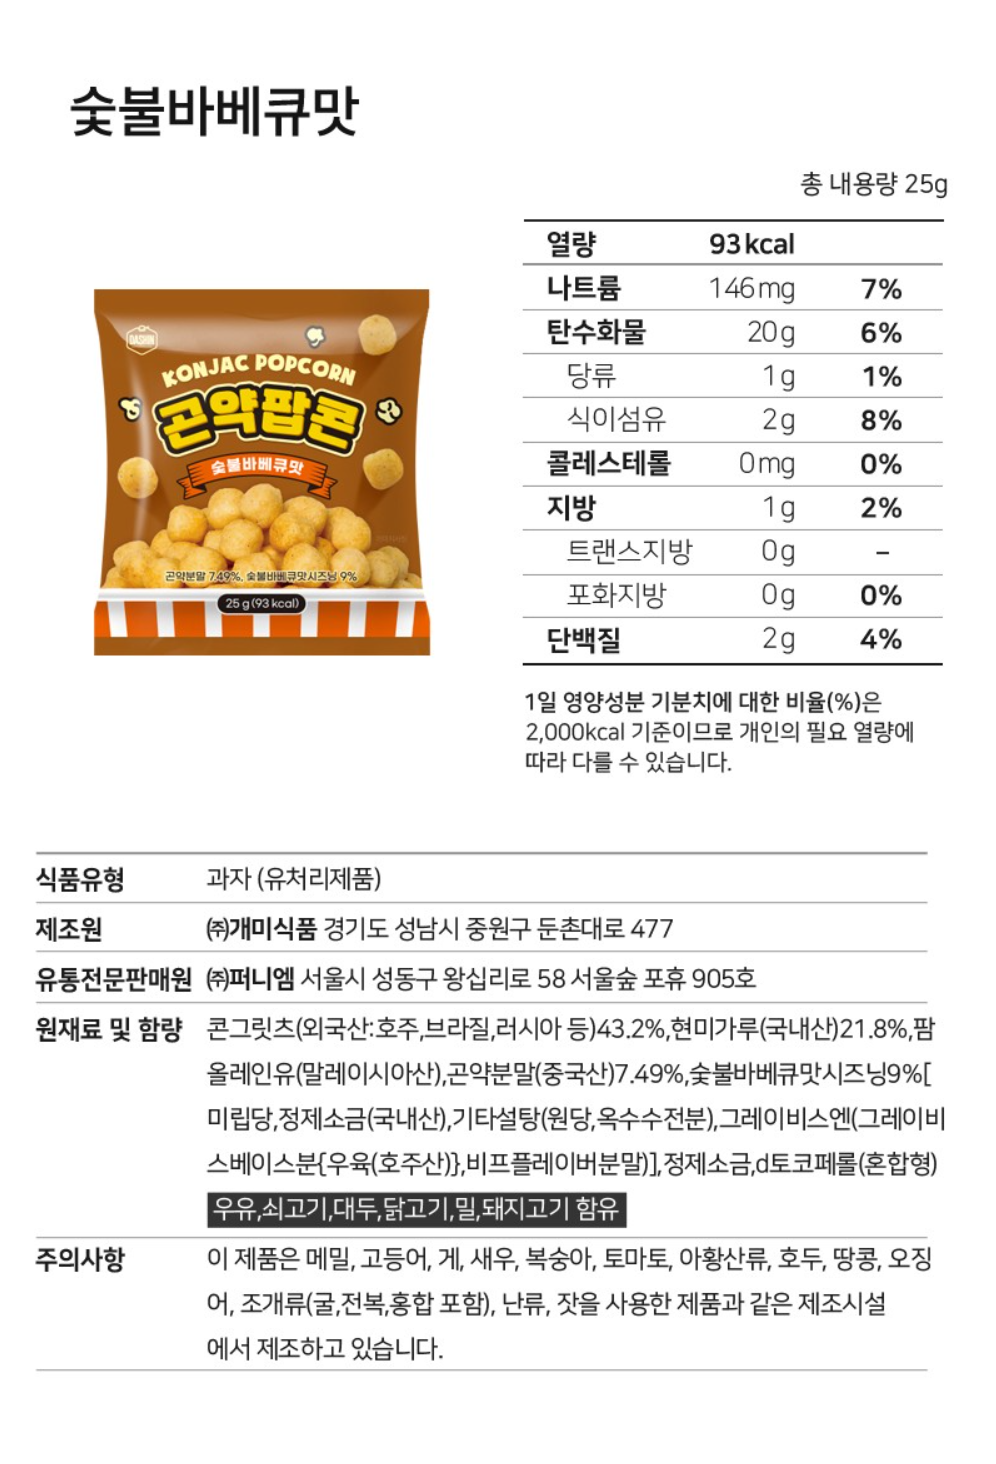 숯불바베큐맛
총 내용량 25g
열량 93kcal
나트륨 146mg 7%
탄수화물 20g 6%
당류 1g 1%
식이섬유 2g 8%
콜레스테롤 0mg 0%
지방 1g 2%
트랜스지방 0g –
포화지방 0g 0%
단백질 2g 4%
1일 영양성분 기분치에 대한 비율(%)은
2,000kcal 기준이므로 개인의 필요 열량에
따라 다를 수 있습니다.
DASHIN
KONJAC POPCORN
곤약팝콘
숯불바베큐맛
곤약분말 7.49%, 숯불바베큐맛시즈닝 9%
25 g (93 kcal)
식품유형 과자 (유처리제품)
제조원 ㈜개미식품 경기도 성남시 중원구 둔촌대로 477
유통전문판매원 ㈜퍼니엠 서울시 성동구 왕십리로 58 서울숲 포휴 905호
원재료 및 함량 콘그릿츠(외국산:호주,브라질,러시아 등)43.2%,현미가루(국내산)21.8%,팜
올레인유(말레이시아산),곤약분말(중국산)7.49%,숯불바베큐맛시즈닝9%[
미립당,정제소금(국내산),기타설탕(원당,옥수수전분),그레이비스엔(그레이비
스베이스분{우육(호주산)},비프플레이버분말)],정제소금,d토코페롤(혼합형)
우유,쇠고기,대두,닭고기,밀,돼지고기 함유
주의사항 이 제품은 메밀, 고등어, 게, 새우, 복숭아, 토마토, 아황산류, 호두, 땅콩, 오징
어, 조개류(굴,전복,홍합 포함), 난류, 잣을 사용한 제품과 같은 제조시설
에서 제조하고 있습니다.